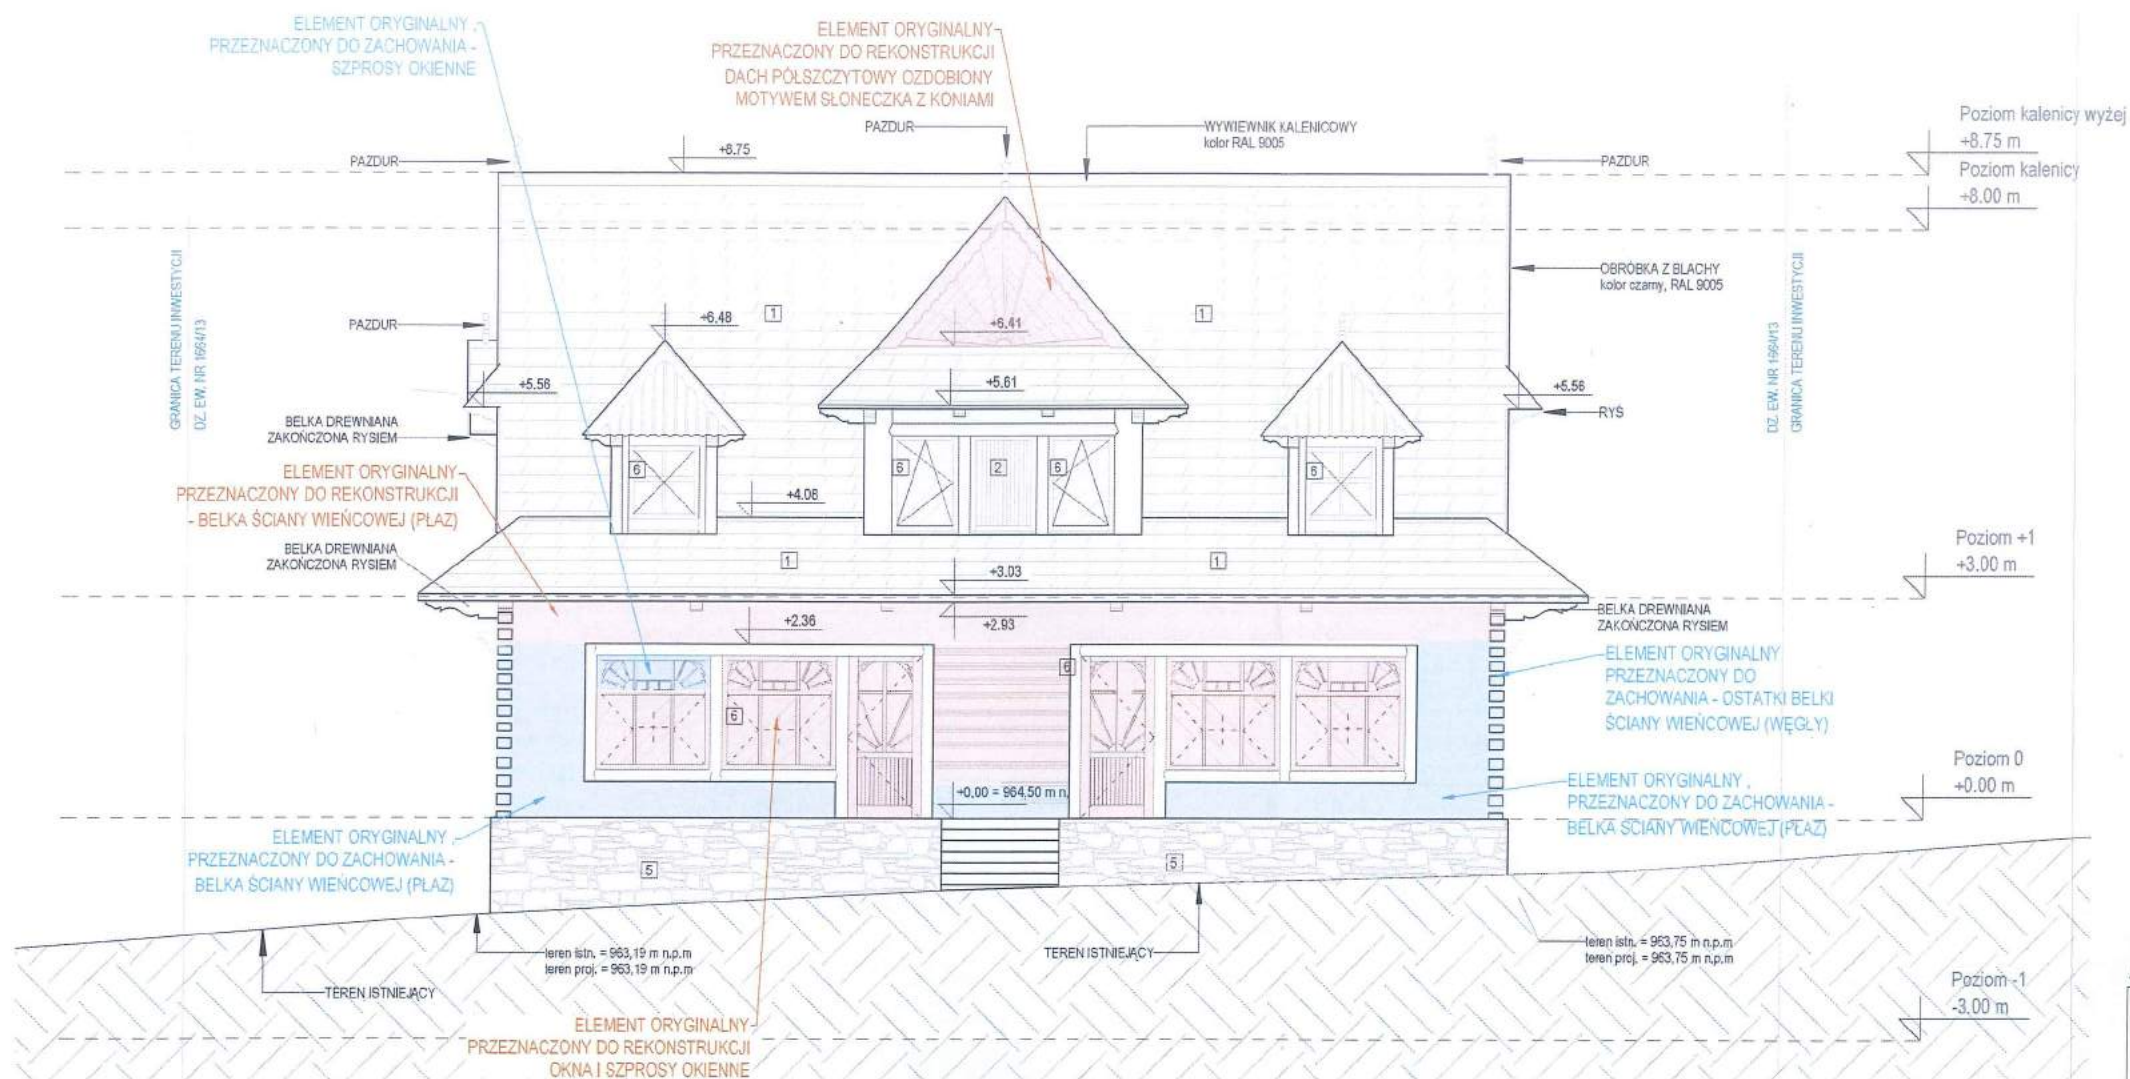 ELEMENT ORYGINALNY ,
PRZEZNACZONY DO ZACHOWANIA -
SZPROSY OKIENNE
ELEMENT ORYGINALNY
PRZEZNACZONY DO REKONSTRUKCJI
DACH PÓŁSZCZYTOWY OZDOBIONY
MOTYWEM SŁONECZKA Z KONIAMI
PAZDUR
WYWIEWNIK KALENICOWY
kolor RAL 9005
Poziom kalenicy wyżej
+8.75 m
PAZDUR
+8.75
PAZDUR
Poziom kalenicy
+8.00 m
GRANICA TERENU INWESTYCJI
DZ. EW. NR 1664/13
OBRÓBKA Z BLACHY
kolor czarny, RAL 9005
DZ. EW. NR 1664/13
GRANICA TERENU INWESTYCJI
PAZDUR
+6.48
1
+6.41
1
+5.56
+5.61
+5.56
RYŚ
BELKA DREWNIANA
ZAKOŃCZONA RYSIEM
6
6
2
6
6
ELEMENT ORYGINALNY
PRZEZNACZONY DO REKONSTRUKCJI
- BELKA ŚCIANY WIEŃCOWEJ (PŁAZ)
+4.08
BELKA DREWNIANA
ZAKOŃCZONA RYSIEM
1
+3.03
1
Poziom +1
+3.00 m
+2.36
+2.93
BELKA DREWNIANA
ZAKOŃCZONA RYSIEM
6
6
ELEMENT ORYGINALNY
PRZEZNACZONY DO
ZACHOWANIA - OSTATKI BELKI
ŚCIANY WIEŃCOWEJ (WĘGŁY)
Poziom 0
+0.00 m
+0,00 = 964,50 m n.
ELEMENT ORYGINALNY ,
PRZEZNACZONY DO ZACHOWANIA -
BELKA ŚCIANY WIEŃCOWEJ (PŁAZ)
ELEMENT ORYGINALNY ,
PRZEZNACZONY DO ZACHOWANIA -
BELKA ŚCIANY WIEŃCOWEJ (PŁAZ)
5
5
teren istn. = 963,19 m n.p.m
teren proj. = 963,19 m n.p.m
TEREN ISTNIEJĄCY
teren istn. = 963,75 m n.p.m
teren proj. = 963,75 m n.p.m
TEREN ISTNIEJĄCY
Poziom -1
-3.00 m
ELEMENT ORYGINALNY
PRZEZNACZONY DO REKONSTRUKCJI
OKNA I SZPROSY OKIENNE